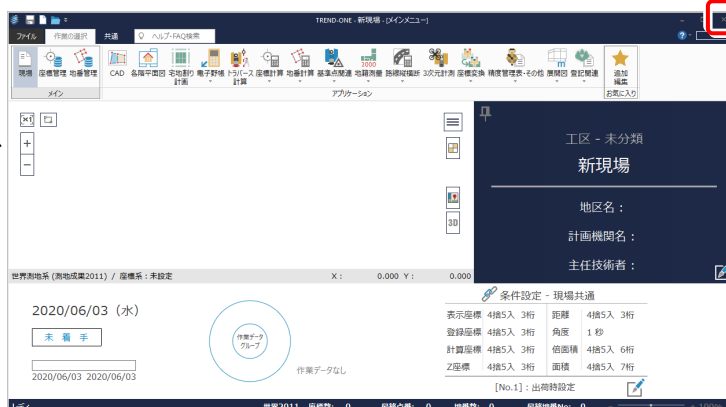 TREND-ONE - 新現場 - [メインメニュー]
ファイル 作業の選択 共通 ヘルプ・FAQ検索
現場 座標管理 地番管理 CAD 各階平面図 宅地割り計画 電子野帳 トラバース計算 座標計算 地番計算 基準点関連 地籍測量 路線縦横断 3次元計測 座標変換 精度管理表・その他 展開図 登記関連 追加編集
メイン アプリケーション お気に入り
×1
+
−
3D
工区 - 未分類
新現場
地区名：
計画機関名：
主任技術者：
世界測地系 (測地成果2011) / 座標系：未設定 X： 0.000 Y： 0.000
2020/06/03（水）
未 着 手
2020/06/03 2020/06/03
作業データ
グループ
作業データなし
条件設定 - 現場共通
表示座標 4捨5入 3桁 距離 4捨5入 3桁
登録座標 4捨5入 3桁 角度 1 秒
計算座標 4捨5入 3桁 倍面積 4捨5入 6桁
Z座標 4捨5入 3桁 面積 4捨5入 7桁
[No.1]：出荷時設定